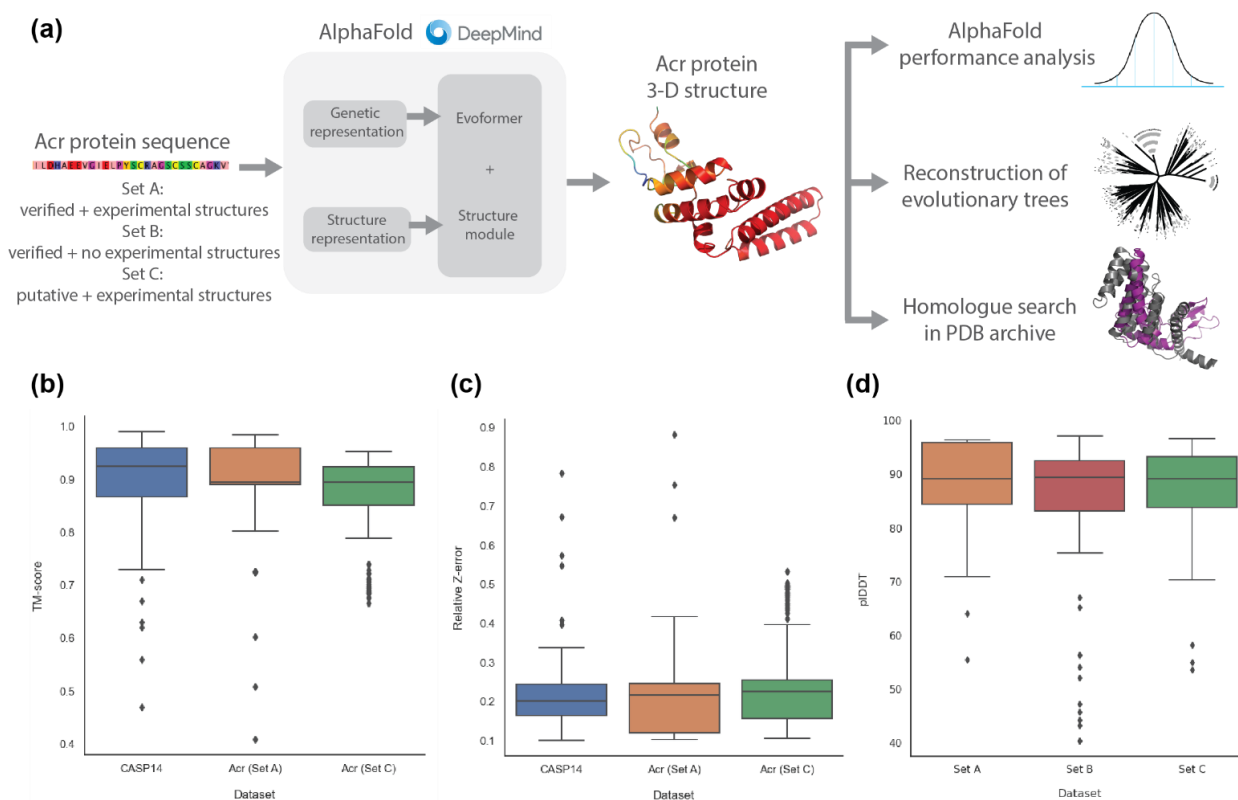 (a)
AlphaFold DeepMind
Genetic
representation
Evoformer
+
Structure
representation
Structure
module
Acr protein sequence
ILDHAEEVGIELPYSCRAGSCSSCAGKV
Set A:
verified + experimental structures
Set B:
verified + no experimental structures
Set C:
putative + experimental structures
Acr protein
3-D structure
AlphaFold
performance analysis
Reconstruction of
evolutionary trees
Homologue search
in PDB archive
(b)
1.0
0.9
0.8
0.7
0.6
0.5
0.4
TM-score
CASP14 Acr (Set A) Acr (Set C)
Dataset
(c)
0.9
0.8
0.7
0.6
0.5
0.4
0.3
0.2
0.1
Relative Z-error
CASP14 Acr (Set A) Acr (Set C)
Dataset
(d)
100
90
80
70
60
50
40
plDDT
Set A Set B Set C
Dataset